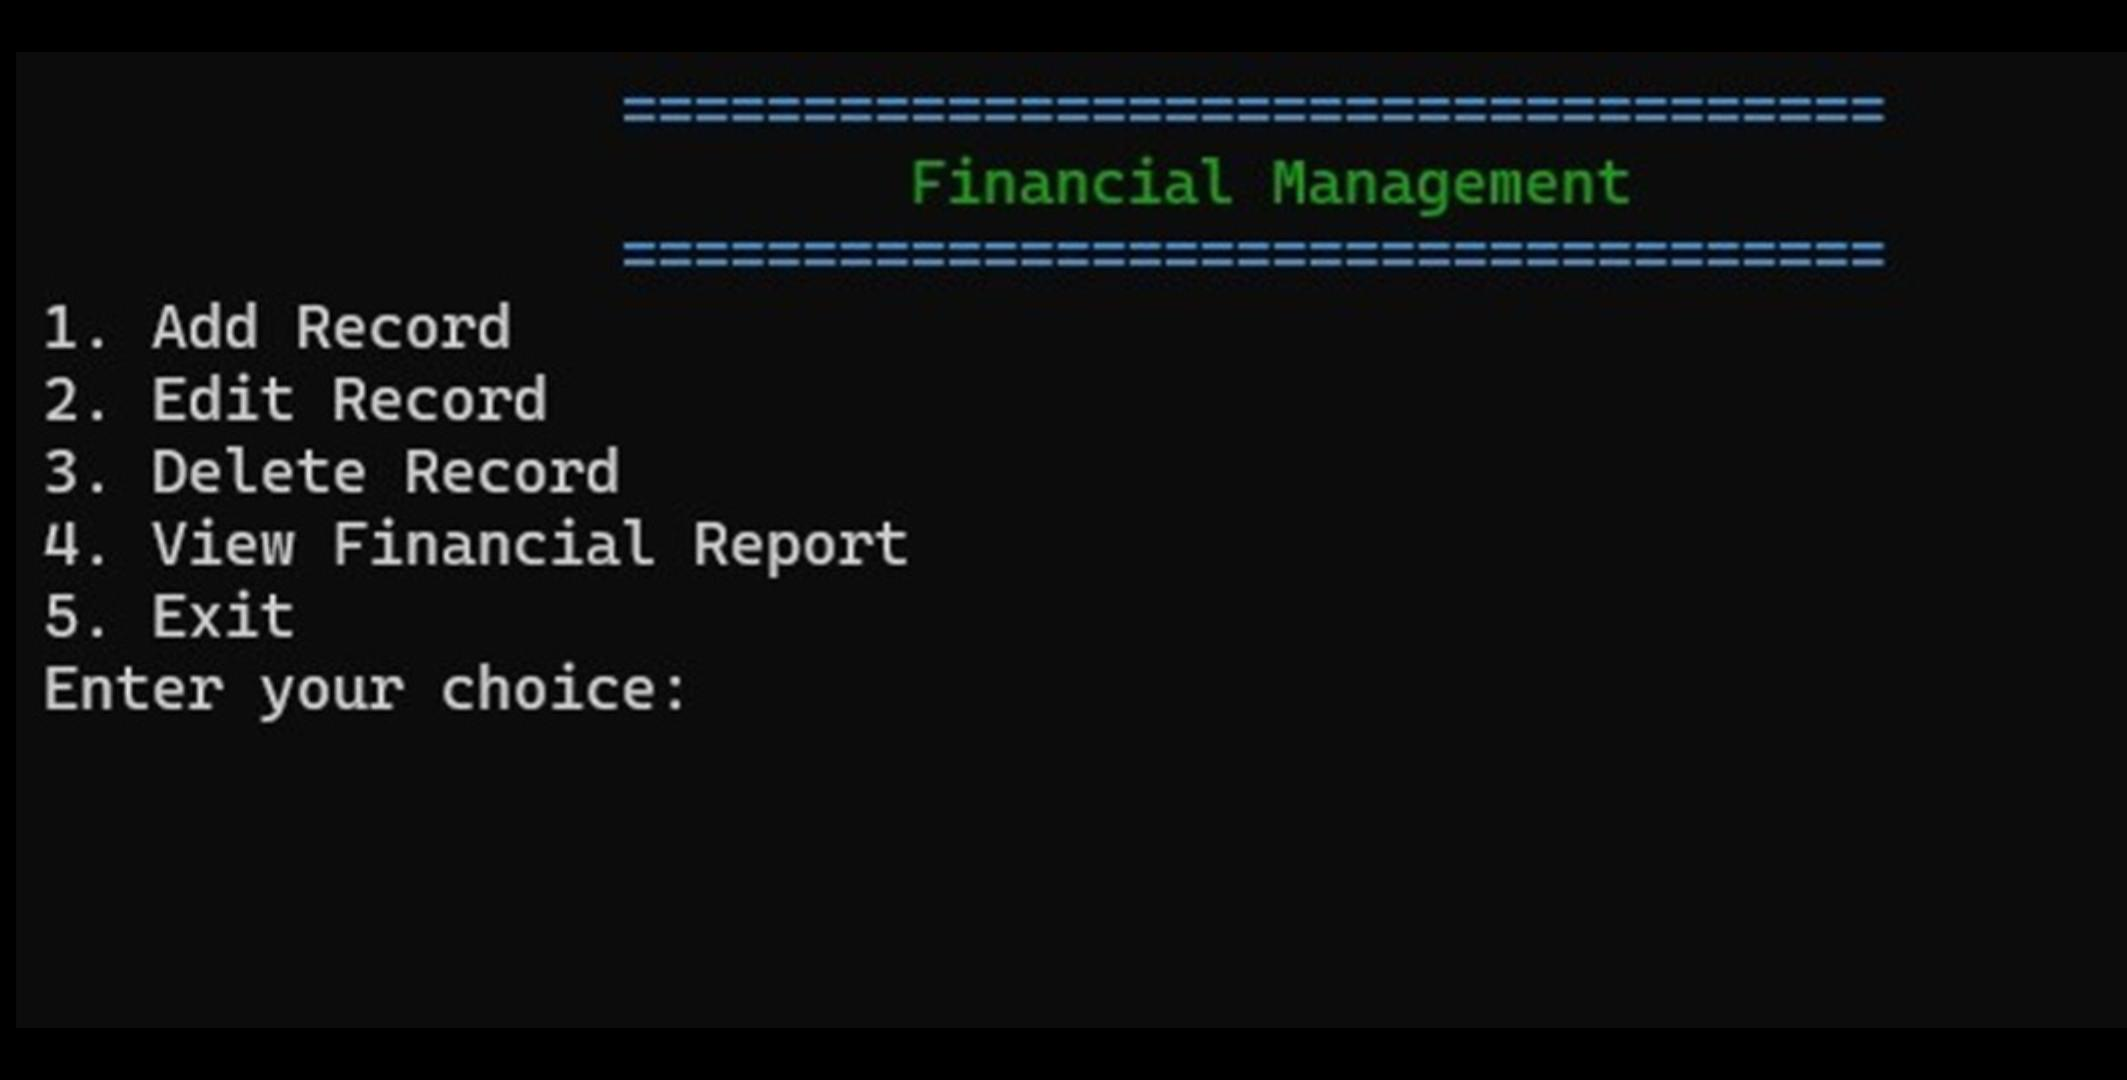 ===================================
Financial Management
===================================
1. Add Record
2. Edit Record
3. Delete Record
4. View Financial Report
5. Exit
Enter your choice: